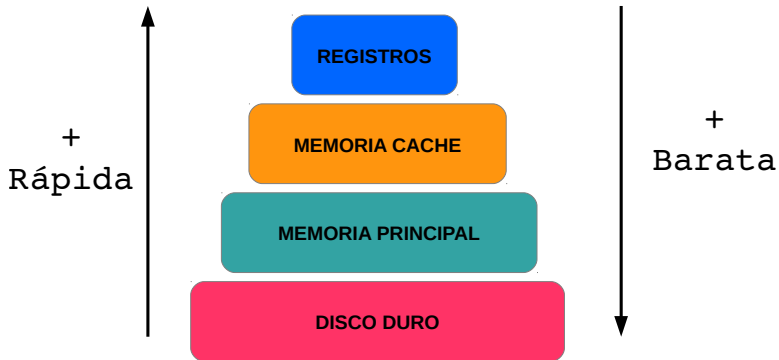 REGISTROS
MEMORIA CACHE
MEMORIA PRINCIPAL
DISCO DURO
+
Rápida
+
Barata